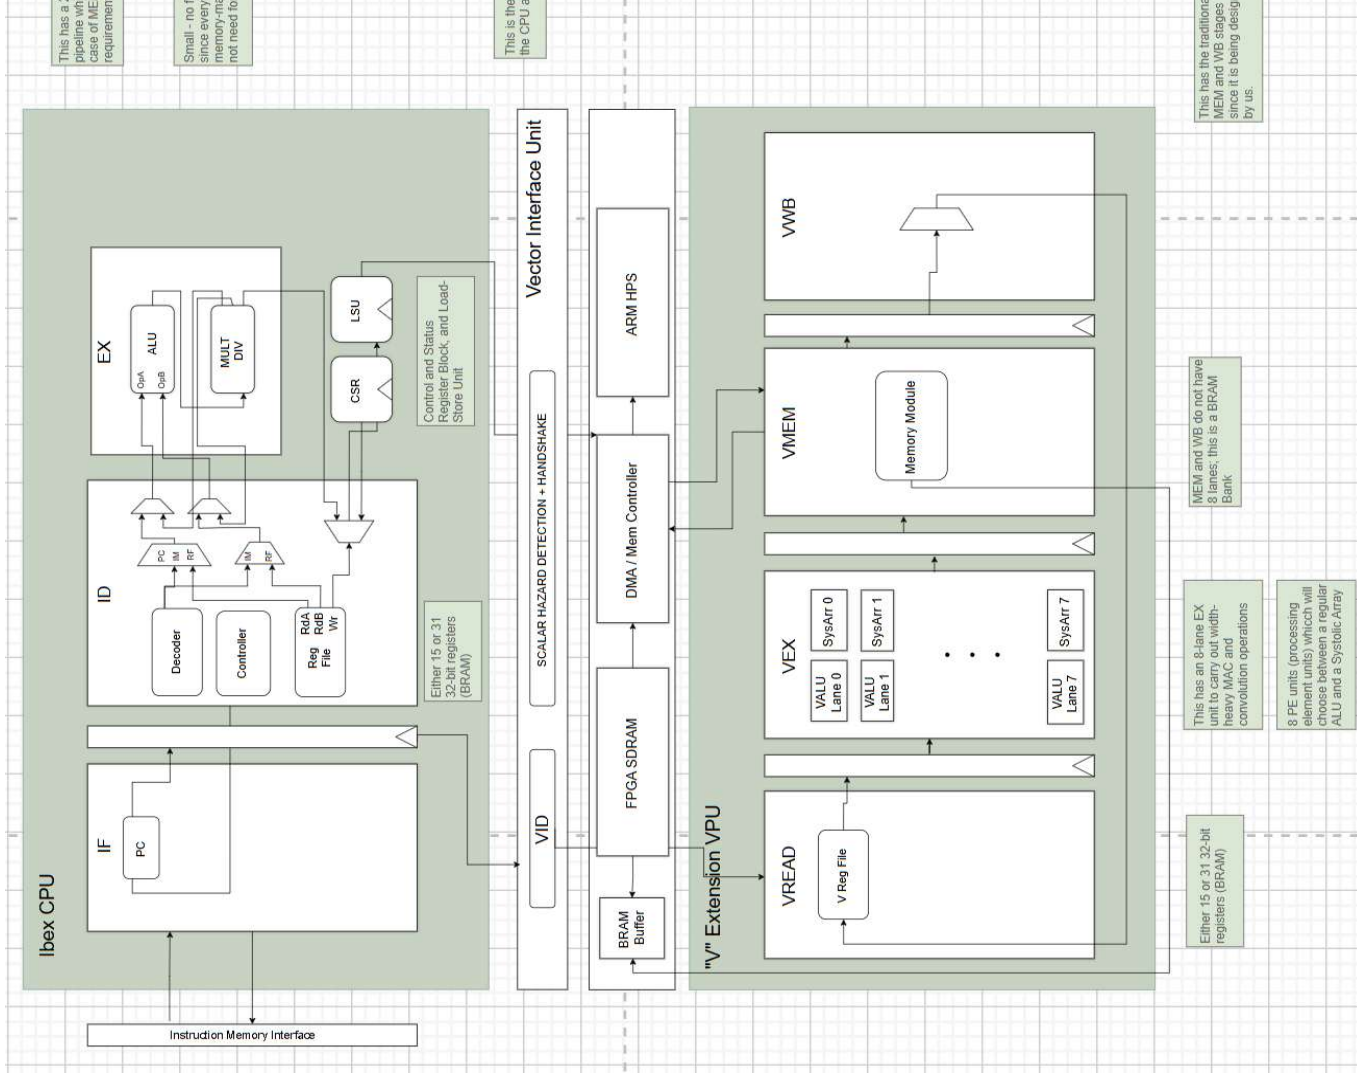 Instruction Memory Interface
Ibex CPU
IF
PC
ID
Decoder
Controller
Reg
File
RdA
RdB
Wr
PC
IM
RF
IM
RF
EX
OpA
OpB
ALU
MULT
DIV
CSR
LSU
Either 15 or 31
32-bit registers
(BRAM)
Control and Status
Register Block, and Load-
Store Unit
This has a
pipeline wh
case of ME
requirement
Small - no f
since every
memory-ma
not need fo
This is the
the CPU a
Vector Interface Unit
VID
SCALAR HAZARD DETECTION + HANDSHAKE
BRAM
Buffer
FPGA SDRAM
DMA / Mem Controller
ARM HPS
"V" Extension VPU
VREAD
V Reg File
VEX
VALU
Lane 0
SysArr 0
VALU
Lane 1
SysArr 1
VALU
Lane 7
SysArr 7
VMEM
Memory Module
VWB
Either 15 or 31 32-bit
registers (BRAM)
This has an 8-lane EX
unit to carry out width-
heavy MAC and
convolution operations
8 PE units (processing
element units) whicch will
choose between a regular
ALU and a Systolic Array
MEM and WB do not have
8 lanes; this is a BRAM
Bank
This has the traditiona
MEM and WB stages
since it is being desig
by us.